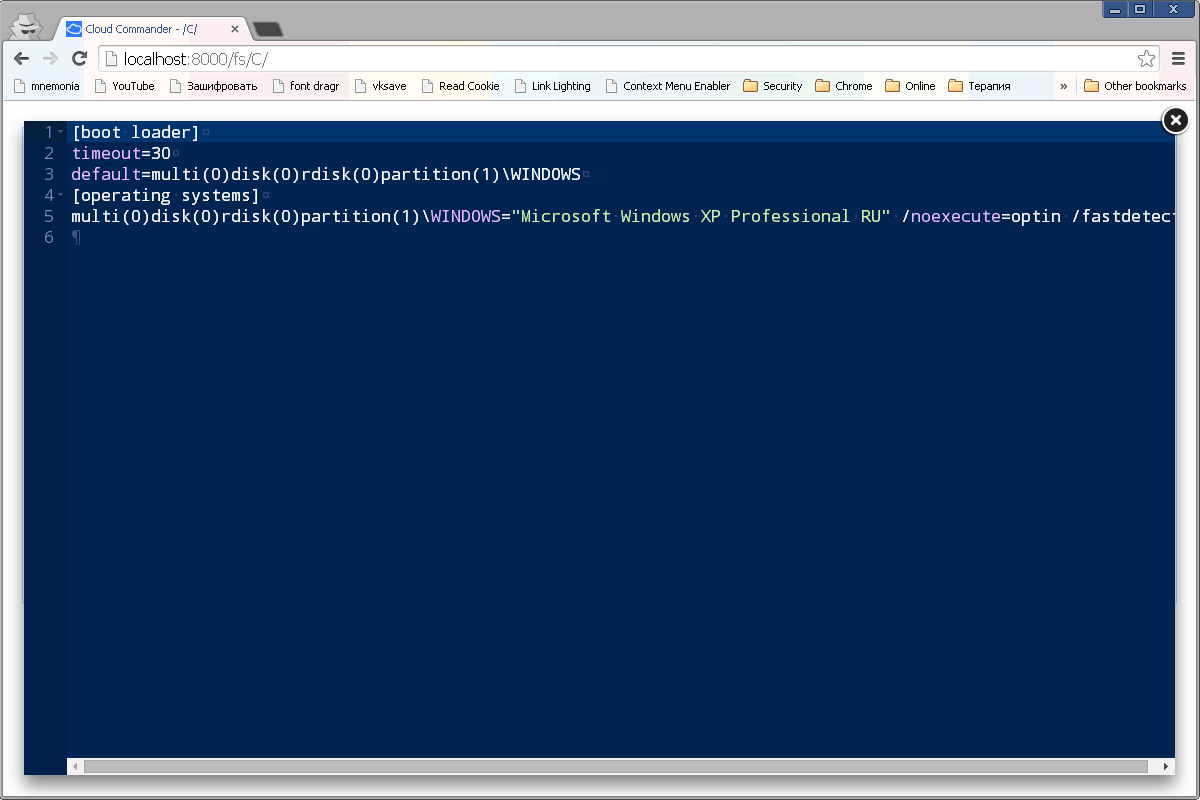 Cloud Commander - /C/
localhost:8000/fs/C/
mnemonia YouTube Зашифровать font dragr vksave Read Cookie Link Lighting Context Menu Enabler Security Chrome Online Терапия » Other bookmarks
1 [boot loader]
2 timeout=30
3 default=multi(0)disk(0)rdisk(0)partition(1)\WINDOWS
4 [operating systems]
5 multi(0)disk(0)rdisk(0)partition(1)\WINDOWS="Microsoft Windows XP Professional RU" /noexecute=optin /fastdetect
6 ¶